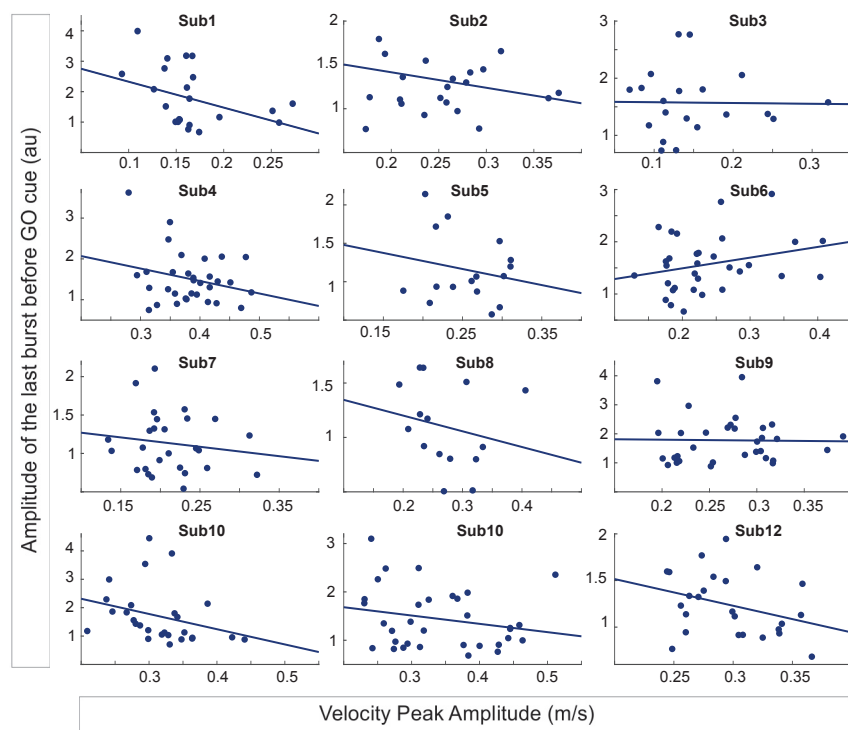 Amplitude of the last burst before GO cue (au)
Sub1
4
3
2
1
0.1 0.15 0.2 0.25
Sub2
2
1.5
1
0.15 0.25 0.35
Sub3
3
2
1
0.1 0.2 0.3
Sub4
3
2
1
0.3 0.4 0.5
Sub5
2
1.5
1
0.15 0.25 0.35
Sub6
3
2
1
0.2 0.3 0.4
Sub7
2
1.5
1
0.15 0.25 0.35
Sub8
1.5
1
0.2 0.3 0.4
Sub9
4
3
2
1
0.2 0.25 0.3 0.35
Sub10
4
3
2
1
0.3 0.4 0.5
Sub10
3
2
1
0.3 0.4 0.5
Sub12
2
1.5
1
0.25 0.3 0.35
Velocity Peak Amplitude (m/s)